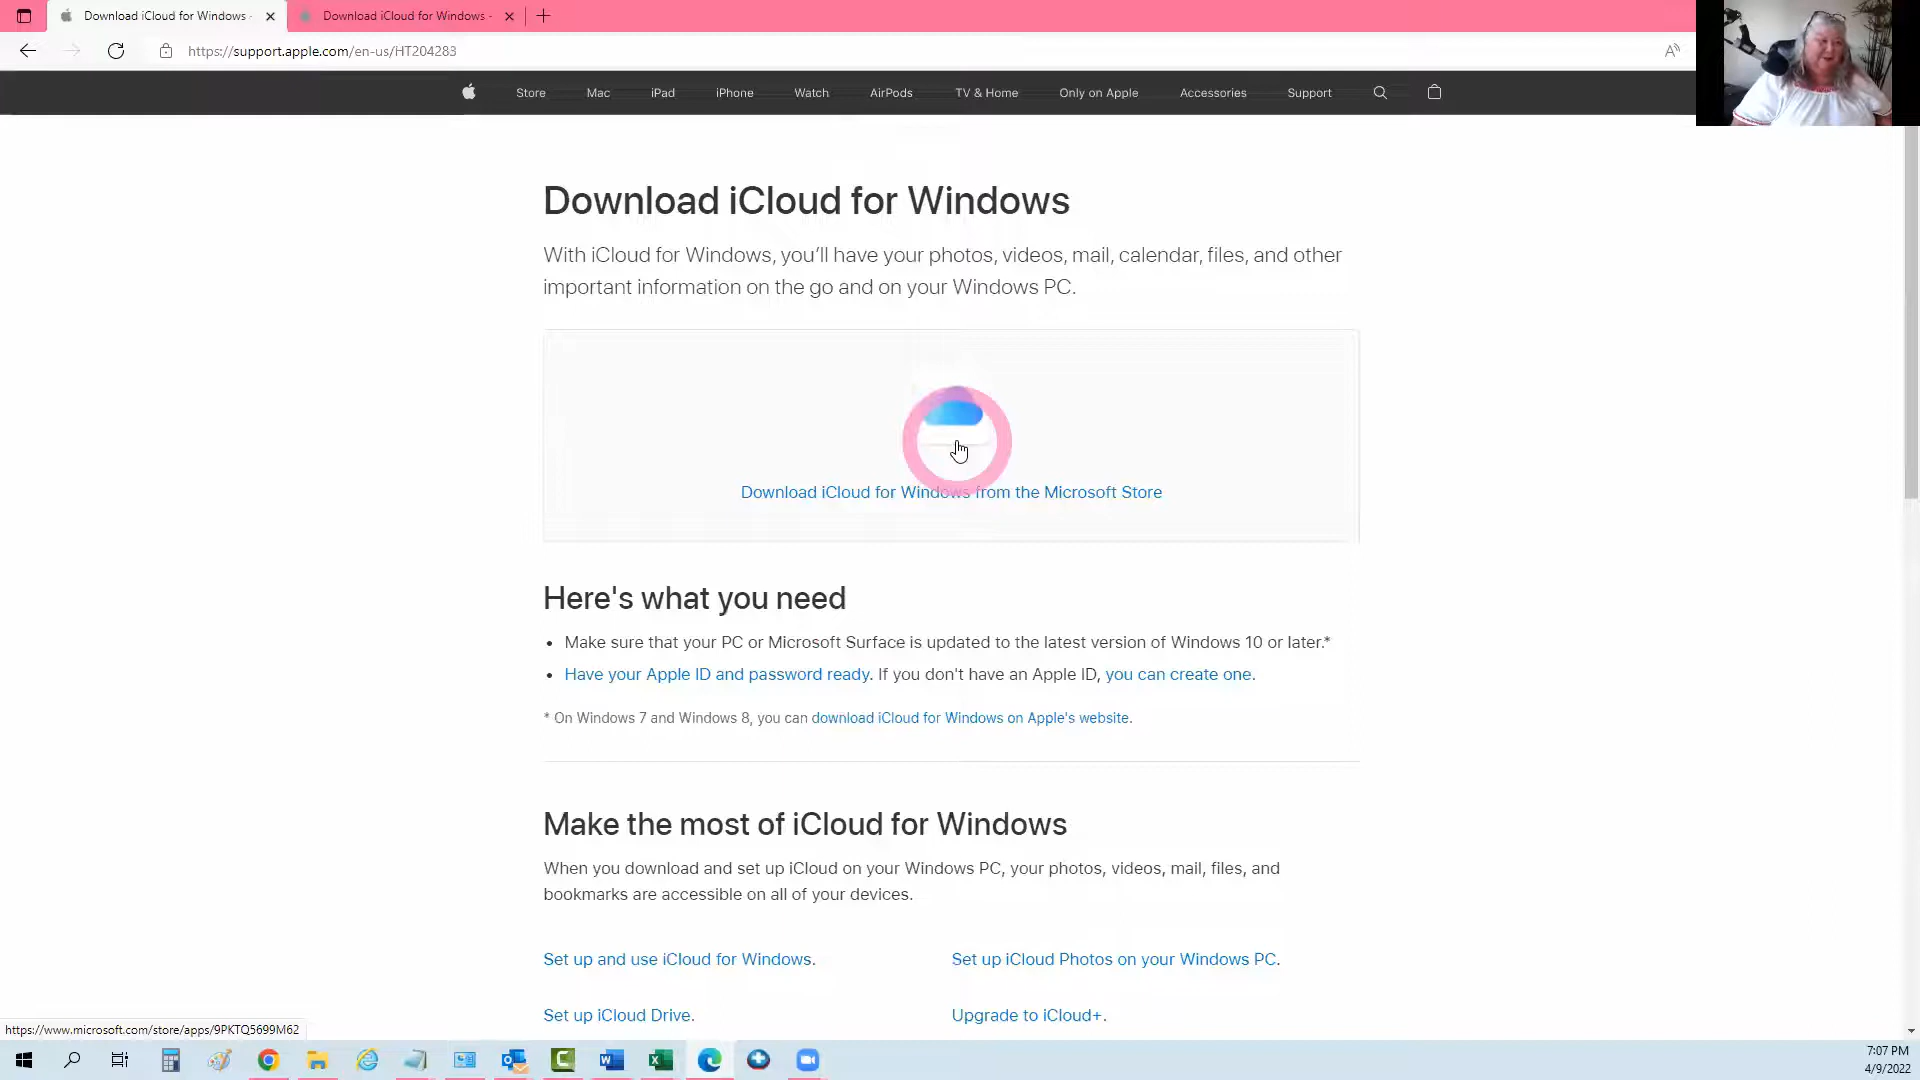 Download iCloud for Windows -
Download iCloud for Windows -
https://support.apple.com/en-us/HT204283
Store Mac iPad iPhone Watch AirPods TV & Home Only on Apple Accessories Support
Download iCloud for Windows
With iCloud for Windows, you’ll have your photos, videos, mail, calendar, files, and other
important information on the go and on your Windows PC.
Download iCloud for Windows from the Microsoft Store
Here's what you need
• Make sure that your PC or Microsoft Surface is updated to the latest version of Windows 10 or later.*
• Have your Apple ID and password ready. If you don't have an Apple ID, you can create one.
* On Windows 7 and Windows 8, you can download iCloud for Windows on Apple's website.
Make the most of iCloud for Windows
When you download and set up iCloud on your Windows PC, your photos, videos, mail, files, and
bookmarks are accessible on all of your devices.
Set up and use iCloud for Windows. Set up iCloud Photos on your Windows PC.
Set up iCloud Drive. Upgrade to iCloud+.
https://www.microsoft.com/store/apps/9PKTQ5699M62
7:07 PM
4/9/2022